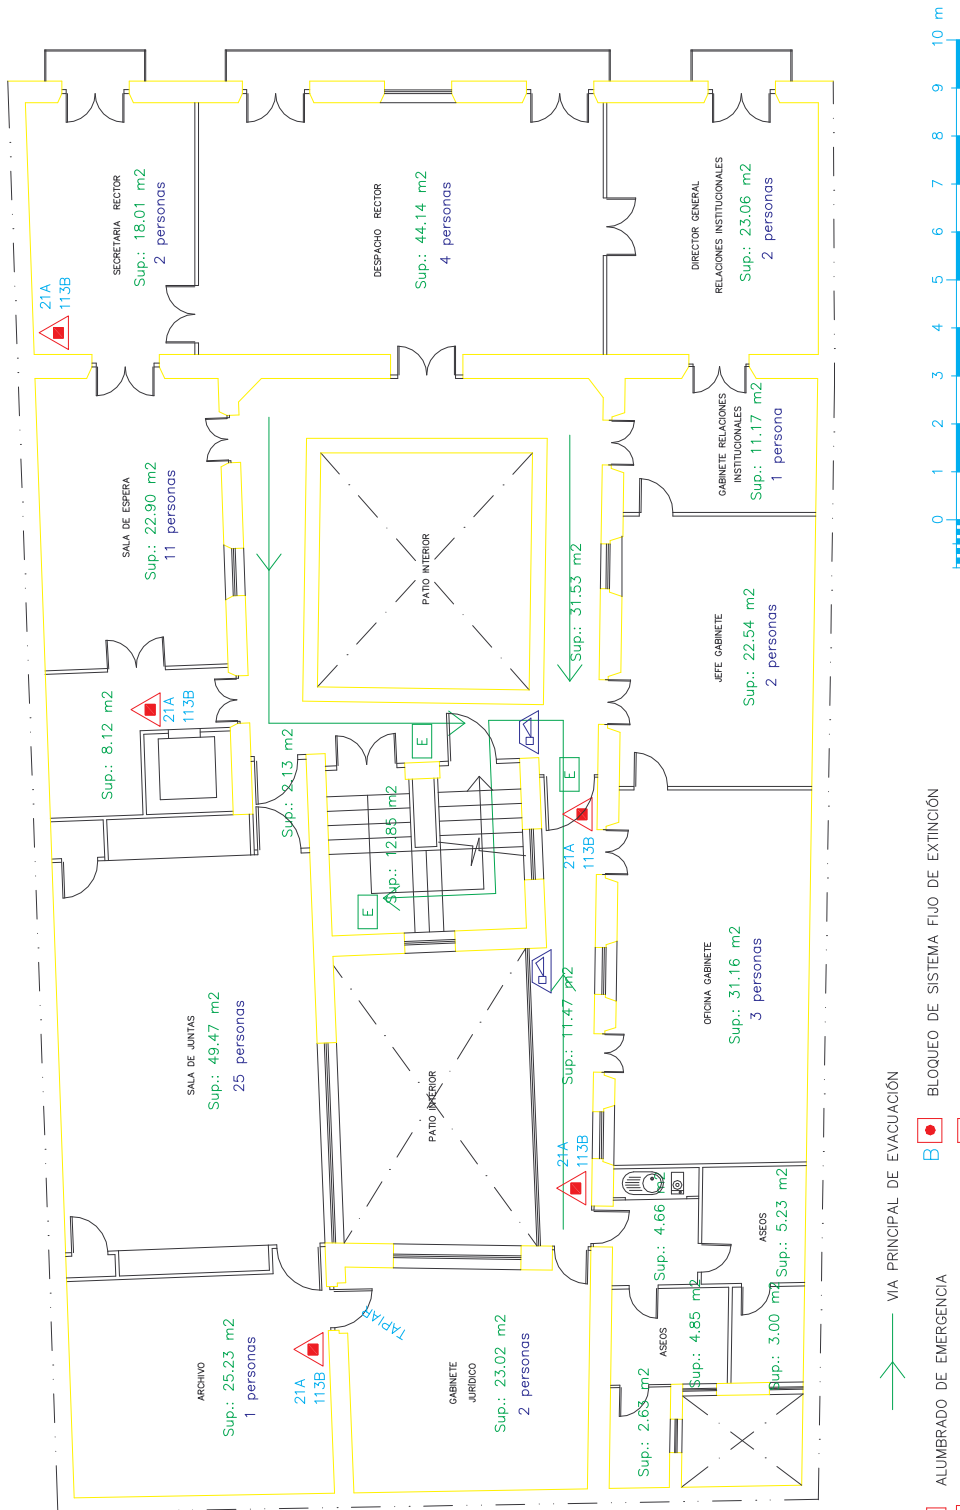 SECRETARIA RECTOR
Sup.: 18.01 m2
2 personas
21A
113B
DESPACHO RECTOR
Sup.: 44.14 m2
4 personas
DIRECTOR GENERAL
RELACIONES INSTITUCIONALES
Sup.: 23.06 m2
2 personas
SALA DE ESPERA
Sup.: 22.90 m2
11 personas
GABINETE RELACIONES
INSTITUCIONALES
Sup.: 11.17 m2
1 persona
PATIO INTERIOR
Sup.: 31.53 m2
JEFE GABINETE
Sup.: 22.54 m2
2 personas
Sup.: 8.12 m2
21A
113B
Sup.: 2.13 m2
E
E
E
Sup.: 12.85 m2
21A
113B
SALA DE JUNTAS
Sup.: 49.47 m2
25 personas
PATIO INTERIOR
Sup.: 11.47 m2
OFICINA GABINETE
Sup.: 31.16 m2
3 personas
21A
113B
Sup.: 4.66 m2
ASEOS
Sup.: 5.23 m2
ARCHIVO
Sup.: 25.23 m2
1 personas
21A
113B
TAPIAR
GABINETE
JURÍDICO
Sup.: 23.02 m2
2 personas
ASEOS
Sup.: 4.85 m2
Sup.: 3.00 m2
Sup.: 2.63 m2
0 1 2 3 4 5 6 7 8 9 10 m
VIA PRINCIPAL DE EVACUACIÓN
ALUMBRADO DE EMERGENCIA
B BLOQUEO DE SISTEMA FIJO DE EXTINCIÓN